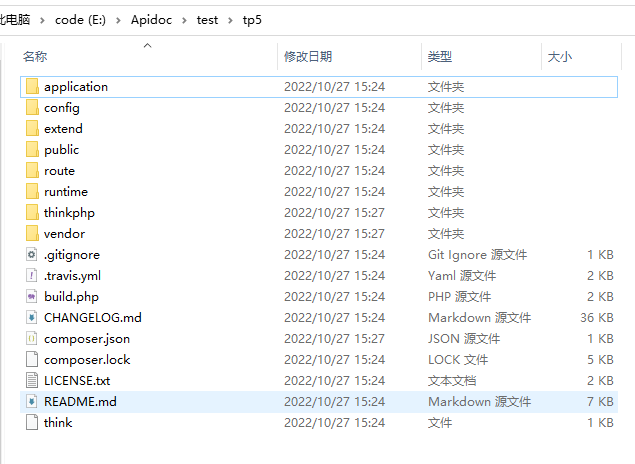 此电脑 > code (E:) > Apidoc > test > tp5
名称 修改日期 类型 大小
application 2022/10/27 15:24 文件夹
config 2022/10/27 15:24 文件夹
extend 2022/10/27 15:24 文件夹
public 2022/10/27 15:24 文件夹
route 2022/10/27 15:24 文件夹
runtime 2022/10/27 15:24 文件夹
thinkphp 2022/10/27 15:27 文件夹
vendor 2022/10/27 15:27 文件夹
.gitignore 2022/10/27 15:24 Git Ignore 源文件 1 KB
.travis.yml 2022/10/27 15:24 Yaml 源文件 2 KB
build.php 2022/10/27 15:24 PHP 源文件 2 KB
CHANGELOG.md 2022/10/27 15:24 Markdown 源文件 36 KB
composer.json 2022/10/27 15:27 JSON 源文件 1 KB
composer.lock 2022/10/27 15:24 LOCK 文件 5 KB
LICENSE.txt 2022/10/27 15:24 文本文档 2 KB
README.md 2022/10/27 15:24 Markdown 源文件 7 KB
think 2022/10/27 15:24 文件 1 KB